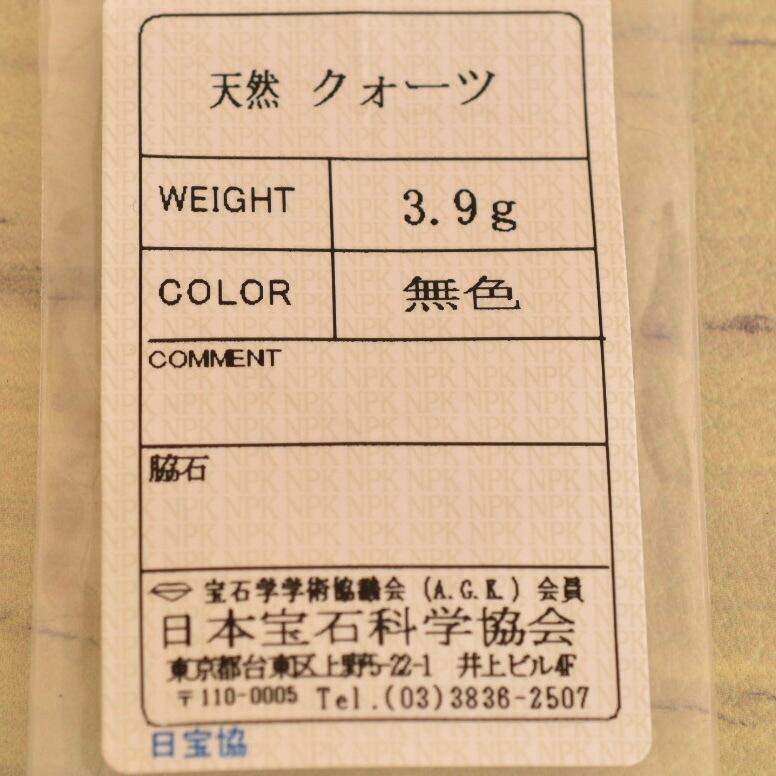 天然 クォーツ
WEIGHT 3.9g
COLOR 無色
COMMENT
脇石
宝石学学術協議会 (A.G.K.) 会員
日本宝石科学協会
東京都台東区上野5-22-1 井上ビル4F
〒110-0005 Tel.(03)3836-2507
日宝協